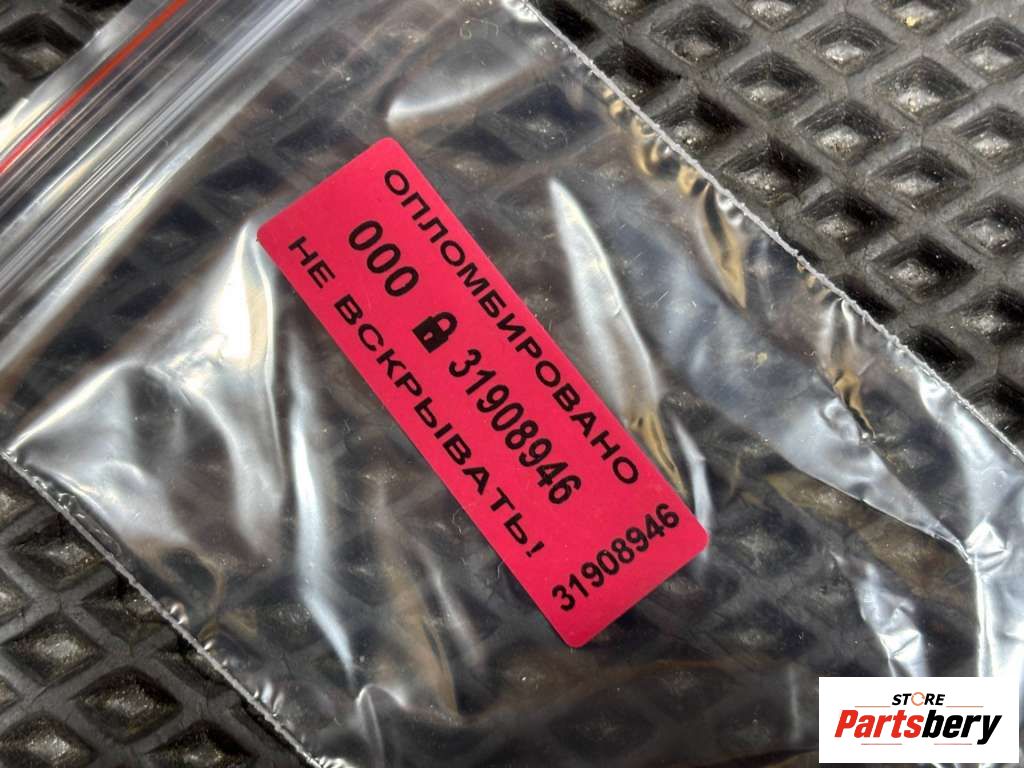 ОПЛОМБИРОВАНО
000 31908946
НЕ ВСКРЫВАТЬ!
31908946
STORE
Partsbery